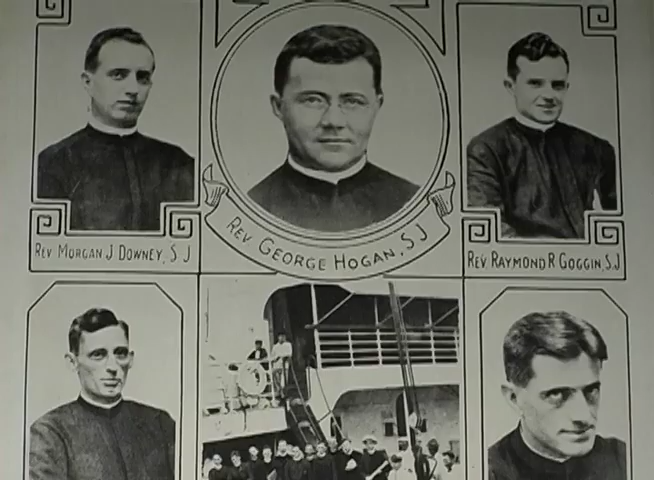 REV. MORGAN J DOWNEY, S J
REV GEORGE HOGAN, S J
REV. RAYMOND R GOGGIN, S.J